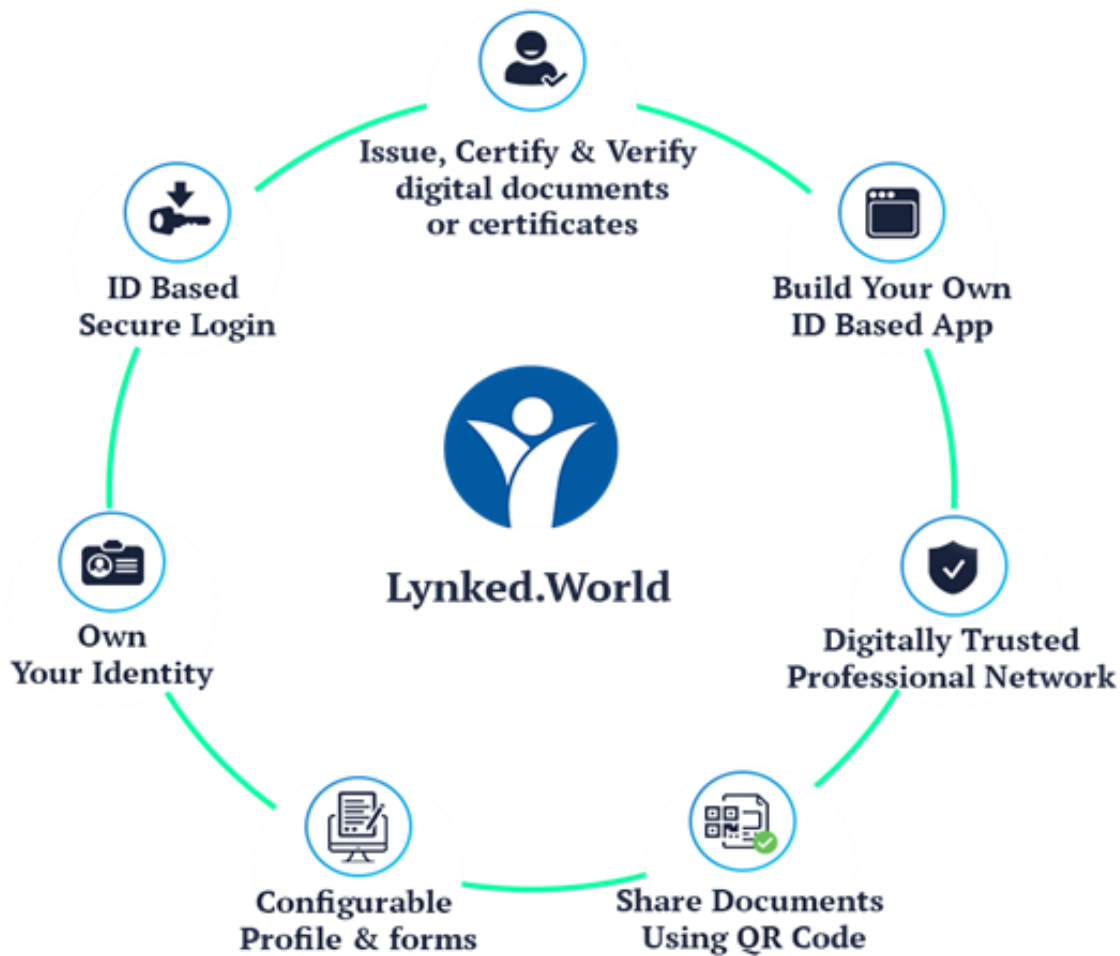 Issue, Certify & Verify
digital documents
or certificates
ID Based
Secure Login
Build Your Own
ID Based App
Lynked.World
Own
Your Identity
Digitally Trusted
Professional Network
Configurable
Profile & forms
Share Documents
Using QR Code